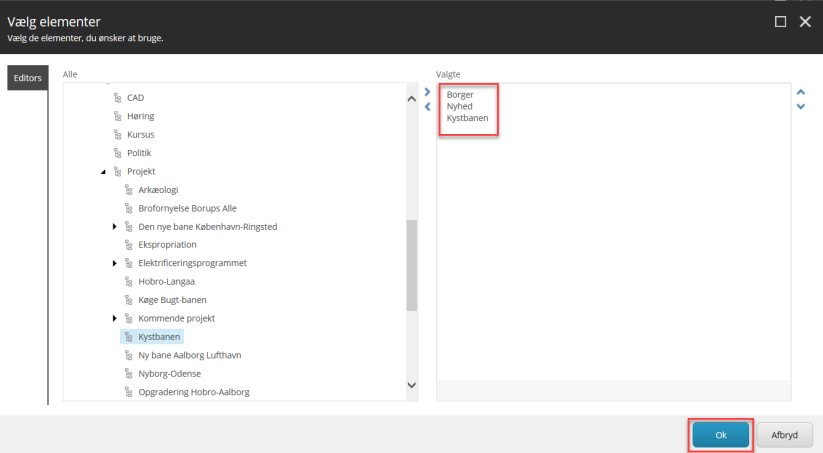 Vælg elementer
Vælg de elementer, du ønsker at bruge.
Editors
Alle
CAD
Høring
Kursus
Politik
Projekt
Arkæologi
Brofornyelse Borups Alle
Den nye bane København-Ringsted
Ekspropriation
Elektrificeringsprogrammet
Hobro-Langaa
Køge Bugt-banen
Kommende projekt
Kystbanen
Ny bane Aalborg Lufthavn
Nyborg-Odense
Opgradering Hobro-Aalborg
Valgte
Borger
Nyhed
Kystbanen
Ok
Afbryd